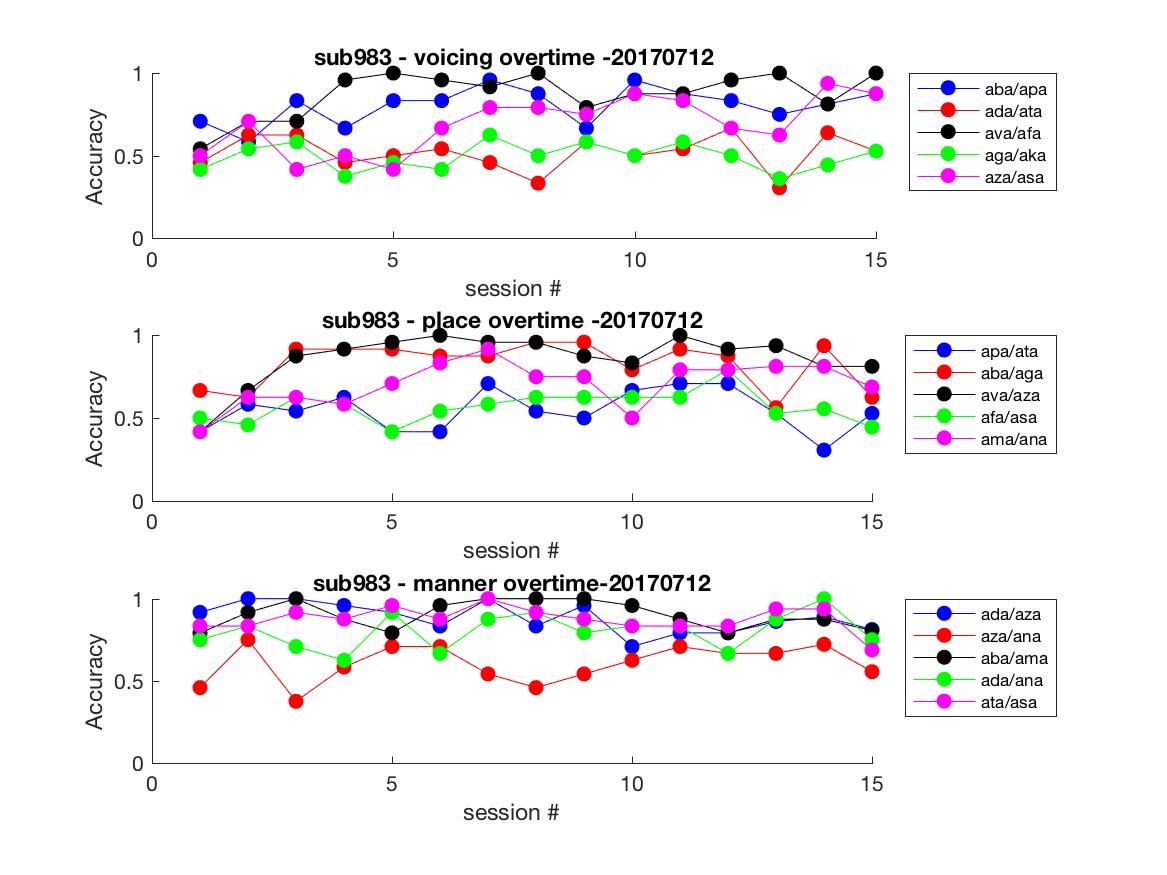 sub983 - voicing overtime -20170712
1
0.5
0
Accuracy
0
5
10
15
session #
aba/apa
ada/ata
ava/afa
aga/aka
aza/asa
sub983 - place overtime -20170712
1
0.5
0
Accuracy
0
5
10
15
session #
apa/ata
aba/aga
ava/aza
afa/asa
ama/ana
sub983 - manner overtime-20170712
1
0.5
0
Accuracy
0
5
10
15
session #
ada/aza
aza/ana
aba/ama
ada/ana
ata/asa